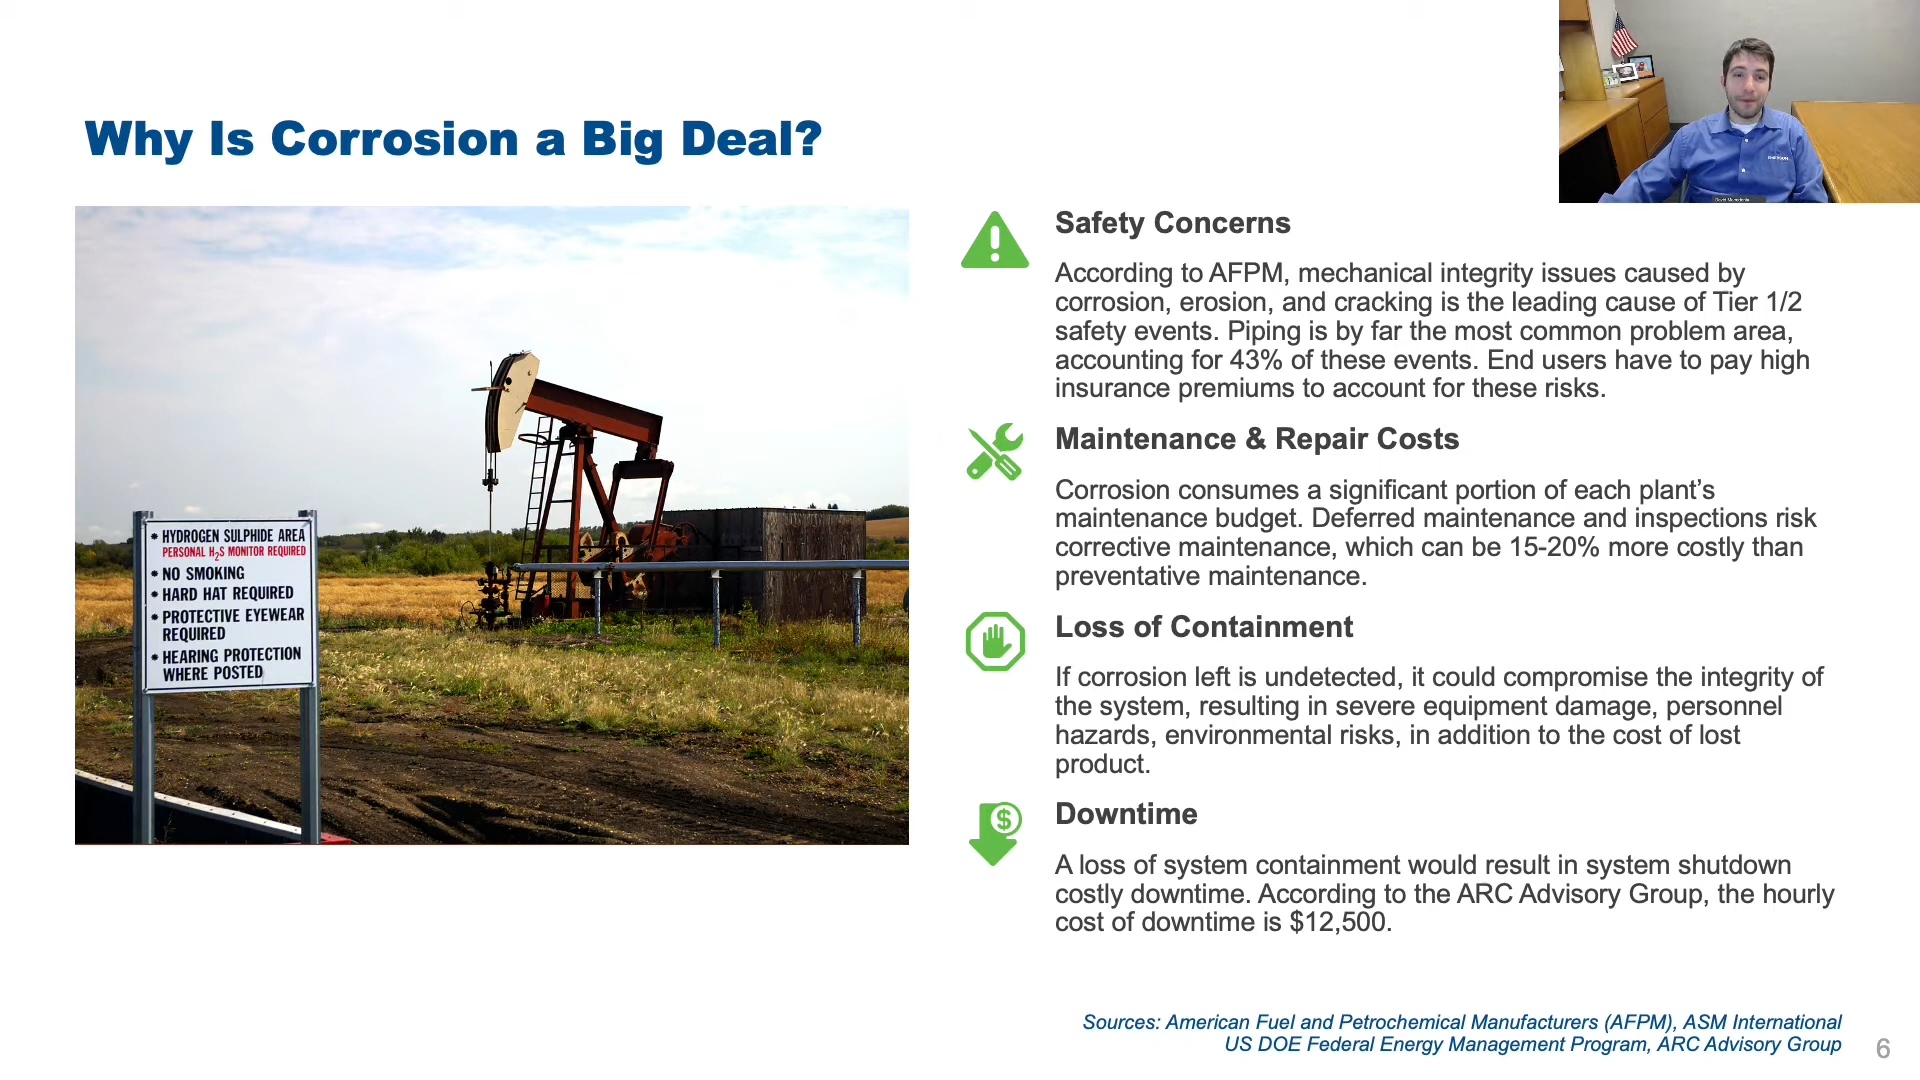 Why Is Corrosion a Big Deal?
* HYDROGEN SULPHIDE AREA
PERSONAL H2S MONITOR REQUIRED
* NO SMOKING
* HARD HAT REQUIRED
* PROTECTIVE EYEWEAR
REQUIRED
* HEARING PROTECTION
WHERE POSTED
Safety Concerns
According to AFPM, mechanical integrity issues caused by
corrosion, erosion, and cracking is the leading cause of Tier 1/2
safety events. Piping is by far the most common problem area,
accounting for 43% of these events. End users have to pay high
insurance premiums to account for these risks.
Maintenance & Repair Costs
Corrosion consumes a significant portion of each plant’s
maintenance budget. Deferred maintenance and inspections risk
corrective maintenance, which can be 15-20% more costly than
preventative maintenance.
Loss of Containment
If corrosion left is undetected, it could compromise the integrity of
the system, resulting in severe equipment damage, personnel
hazards, environmental risks, in addition to the cost of lost
product.
$
Downtime
A loss of system containment would result in system shutdown
costly downtime. According to the ARC Advisory Group, the hourly
cost of downtime is $12,500.
Sources: American Fuel and Petrochemical Manufacturers (AFPM), ASM International
US DOE Federal Energy Management Program, ARC Advisory Group
6